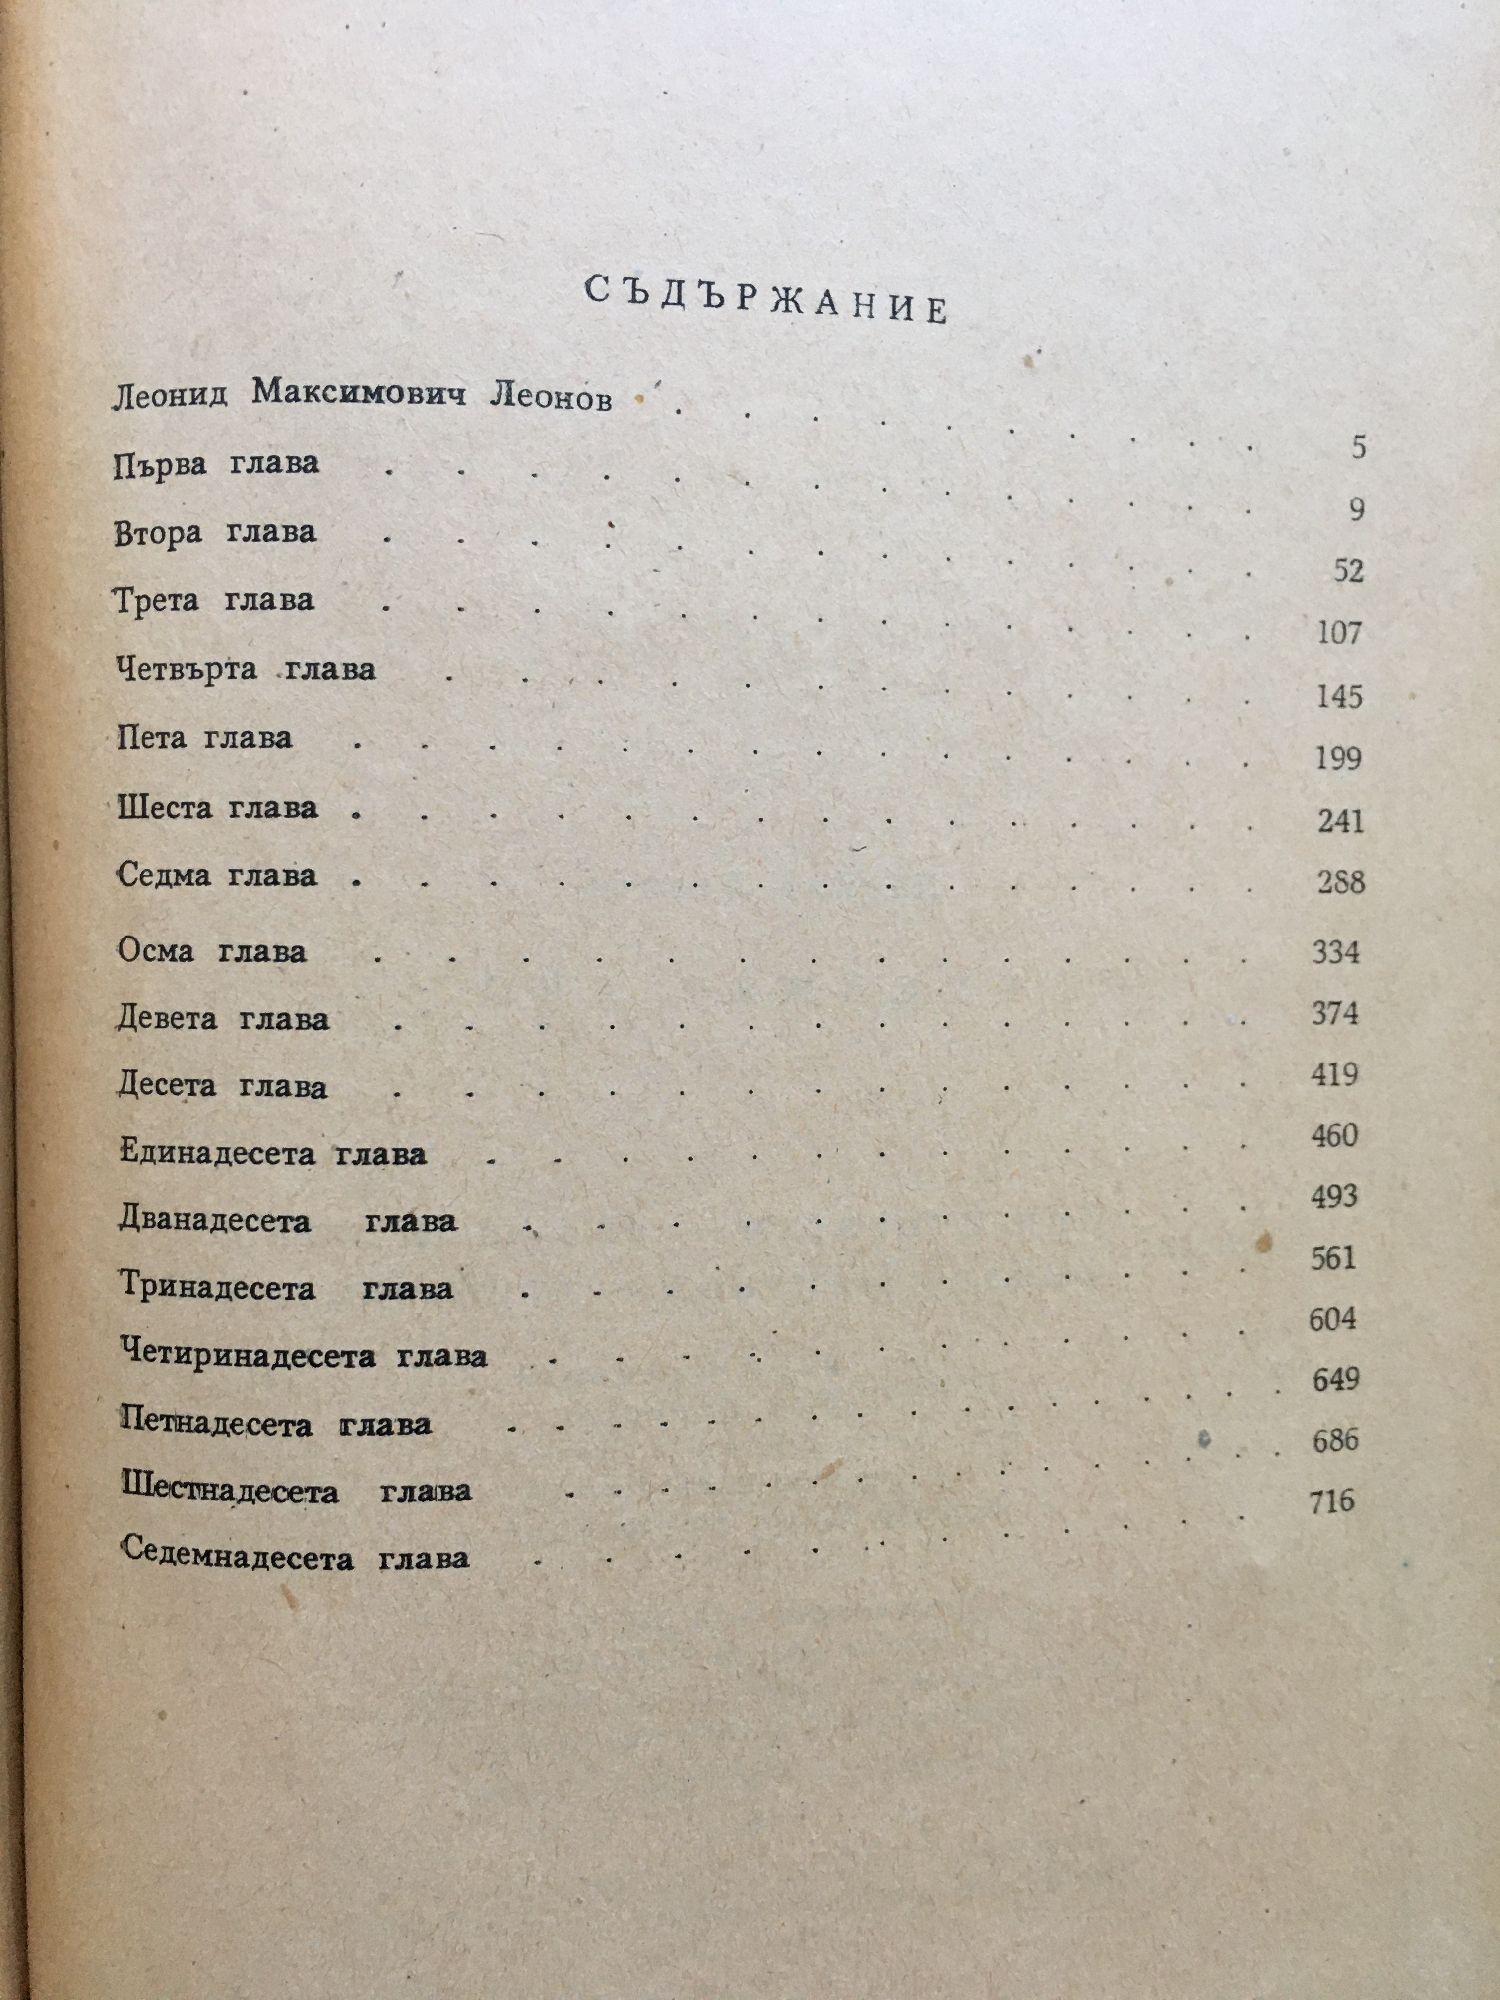 СЪДЪРЖАНИЕ
Леонид Максимович Леонов . . . . . . . . . . 5
Първа глава . . . . . . . . . . . . . . 9
Втора глава . . . . . . . . . . . . . . 52
Трета глава . . . . . . . . . . . . . . 107
Четвърта глава . . . . . . . . . . . . . 145
Пета глава . . . . . . . . . . . . . . 199
Шеста глава . . . . . . . . . . . . . . 241
Седма глава . . . . . . . . . . . . . . 288
Осма глава . . . . . . . . . . . . . . 334
Девета глава . . . . . . . . . . . . . . 374
Десета глава . . . . . . . . . . . . . . 419
Единадесета глава . . . . . . . . . . . . 460
Дванадесета глава . . . . . . . . . . . . 493
Тринадесета глава . . . . . . . . . . . . 561
Четиринадесета глава . . . . . . . . . . . 604
Петнадесета глава . . . . . . . . . . . . . . . . . 649
Шестнадесета глава . . . . . . . . . . . . . . . . 686
Седемнадесета глава . . . . . . . . . . . 716